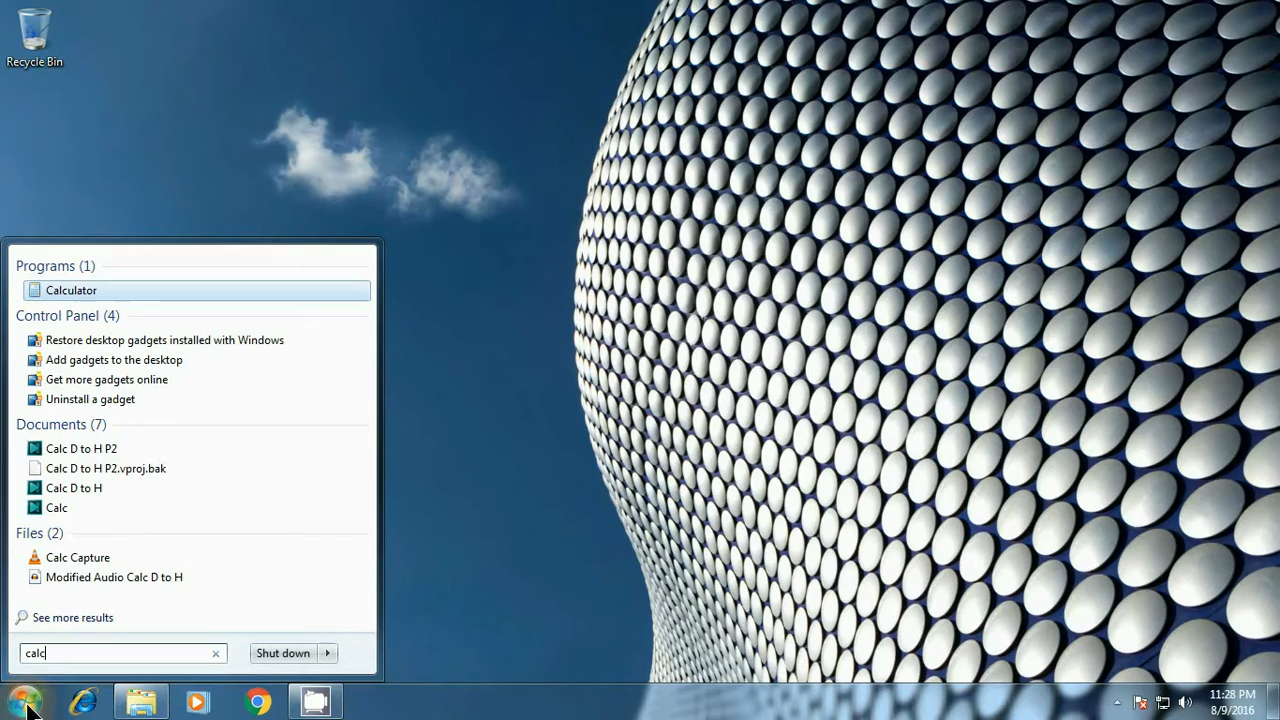 Recycle Bin
Programs (1)
Calculator
Control Panel (4)
Restore desktop gadgets installed with Windows
Add gadgets to the desktop
Get more gadgets online
Uninstall a gadget
Documents (7)
Calc D to H P2
Calc D to H P2.vproj.bak
Calc D to H
Calc
Files (2)
Calc Capture
Modified Audio Calc D to H
See more results
calc
Shut down
11:28 PM
8/9/2016